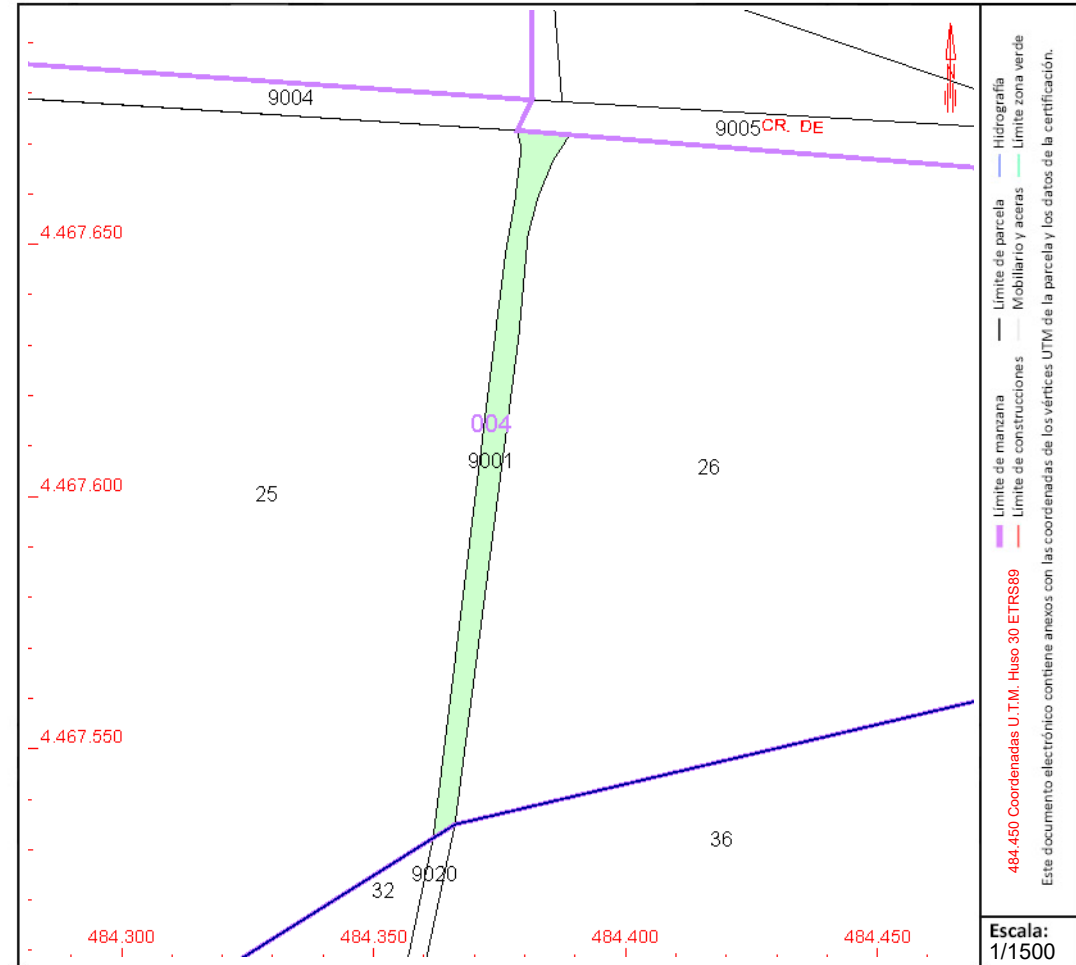 9004
9005
CR. DE
4.467.650
004
9001
26
25
4.467.600
4.467.550
36
9020
32
484.300
484.350
484.400
484.450
N
Límite de manzana
Límite de parcela
Hidrografía
Límite de construcciones
Mobiliario y aceras
Límite zona verde
484.450 Coordenadas U.T.M. Huso 30 ETRS89
Este documento electrónico contiene anexos con las coordenadas de los vértices UTM de la parcela y los datos de la certificación.
Escala:
1/1500